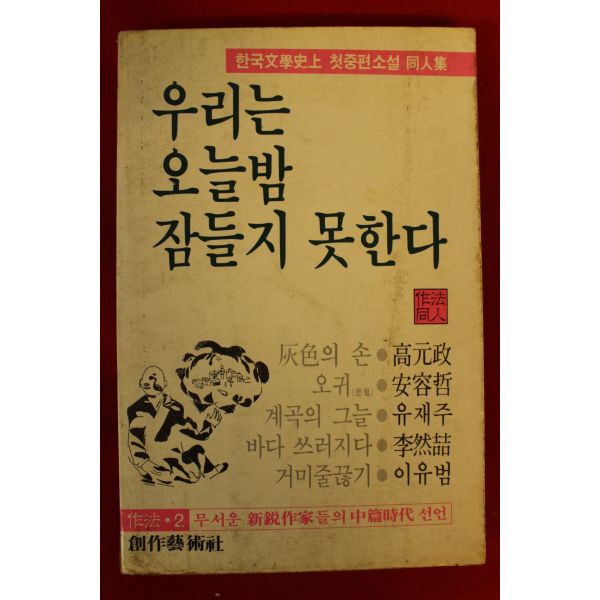 한국文學史上 첫중편소설 同人集
우리는
오늘밤
잠들지 못한다
作法
同人
灰色의 손 ● 高元政
오귀(惡鬼) ● 安容哲
계곡의 그늘 ● 유재주
바다 쓰러지다 ● 李然喆
거미줄끊기 ● 이유범
作法・2 무서운 新銳作家들의 中篇時代 선언
創作藝術社